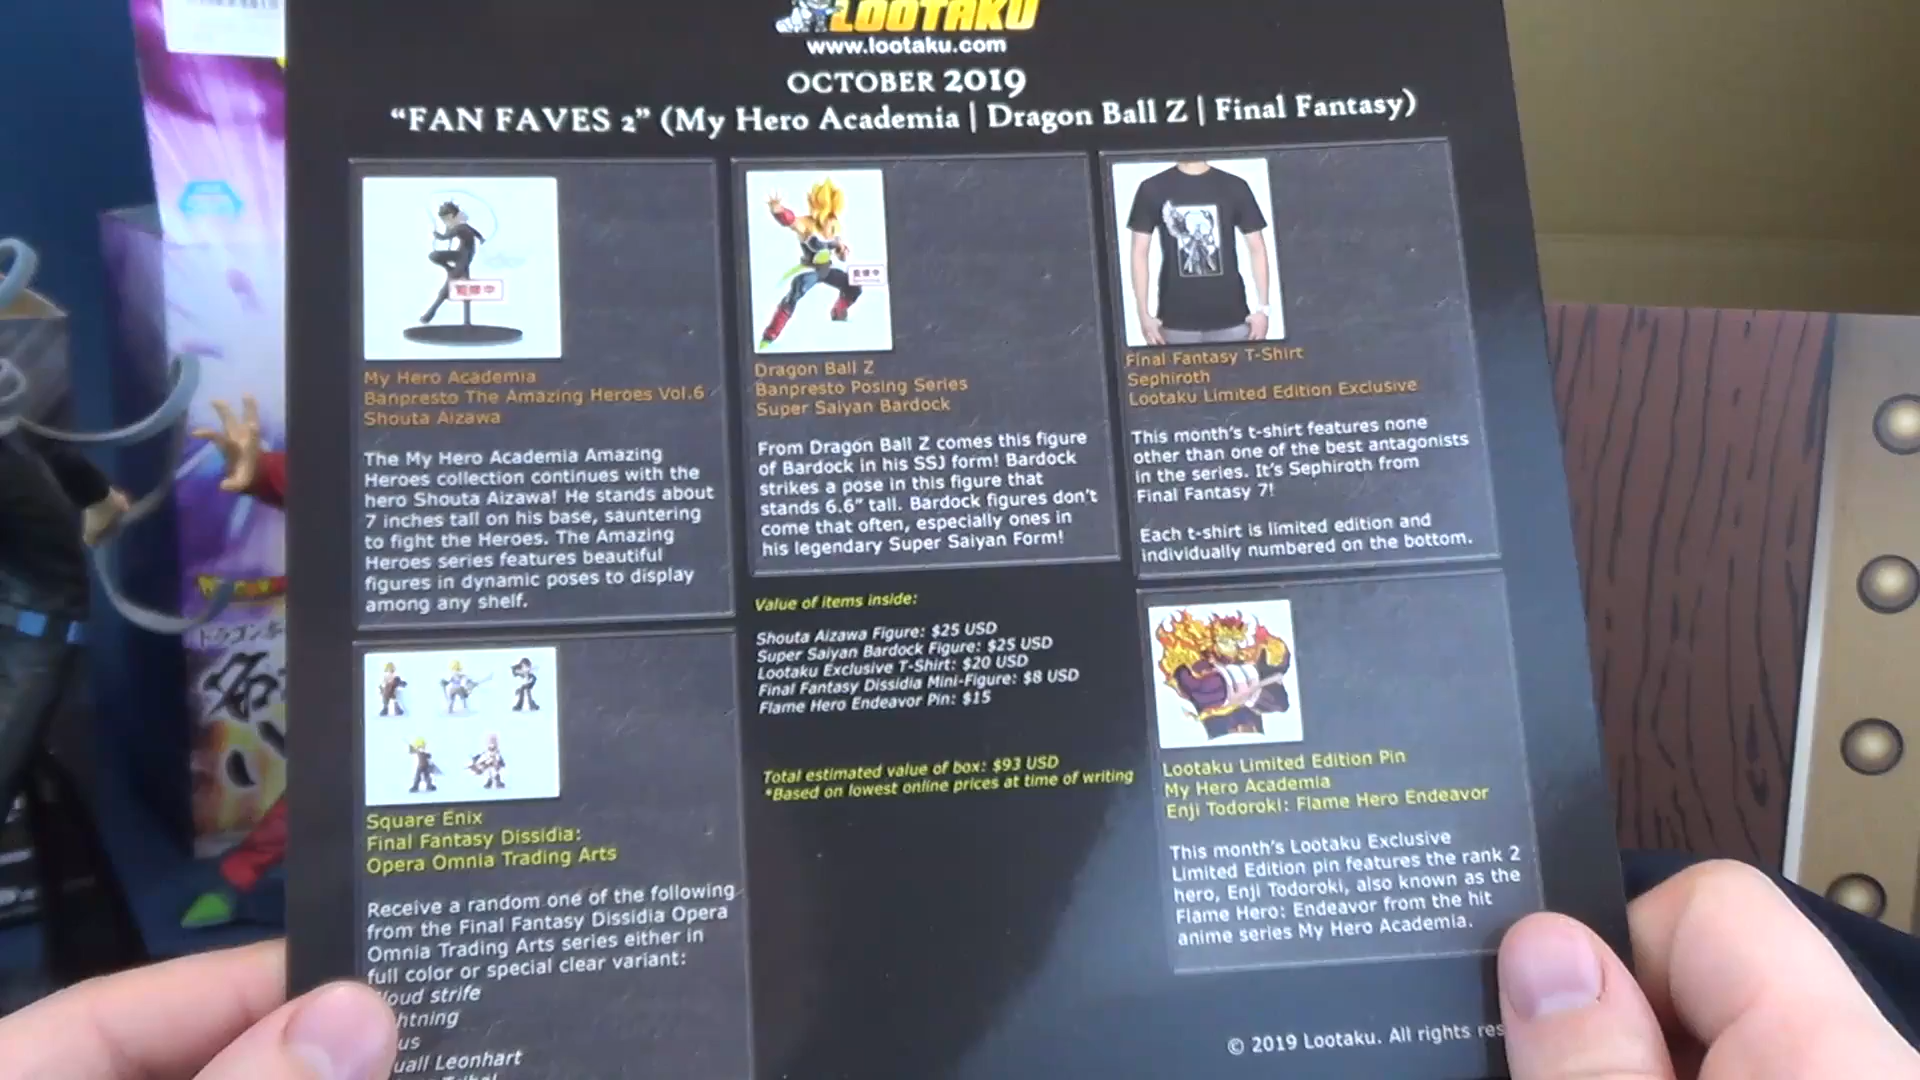 LOOTAKU
www.lootaku.com
OCTOBER 2019
“FAN FAVES 2” (My Hero Academia | Dragon Ball Z | Final Fantasy)
My Hero Academia
Banpresto The Amazing Heroes Vol.6
Shouta Aizawa
The My Hero Academia Amazing
Heroes collection continues with the
hero Shouta Aizawa! He stands about
7 inches tall on his base, sauntering
to fight the Heroes. The Amazing
Heroes series features beautiful
figures in dynamic poses to display
among any shelf.
Dragon Ball Z
Banpresto Posing Series
Super Saiyan Bardock
From Dragon Ball Z comes this figure
of Bardock in his SSJ form! Bardock
strikes a pose in this figure that
stands 6.6” tall. Bardock figures don’t
come that often, especially ones in
his legendary Super Saiyan Form!
Final Fantasy T-Shirt
Sephiroth
Lootaku Limited Edition Exclusive
This month’s t-shirt features none
other than one of the best antagonists
in the series. It’s Sephiroth from
Final Fantasy 7!
Each t-shirt is limited edition and
individually numbered on the bottom.
Value of items inside:
Shouta Aizawa Figure: $25 USD
Super Saiyan Bardock Figure: $25 USD
Lootaku Exclusive T-Shirt: $20 USD
Final Fantasy Dissidia Mini-Figure: $8 USD
Flame Hero Endeavor Pin: $15
Total estimated value of box: $93 USD
*Based on lowest online prices at time of writing
Square Enix
Final Fantasy Dissidia:
Opera Omnia Trading Arts
Receive a random one of the following
from the Final Fantasy Dissidia Opera
Omnia Trading Arts series either in
full color or special clear variant:
loud strife
htning
us
uall Leonhart
Lootaku Limited Edition Pin
My Hero Academia
Enji Todoroki: Flame Hero Endeavor
This month’s Lootaku Exclusive
Limited Edition pin features the rank 2
hero, Enji Todoroki, also known as the
Flame Hero: Endeavor from the hit
anime series My Hero Academia.
© 2019 Lootaku. All rights res